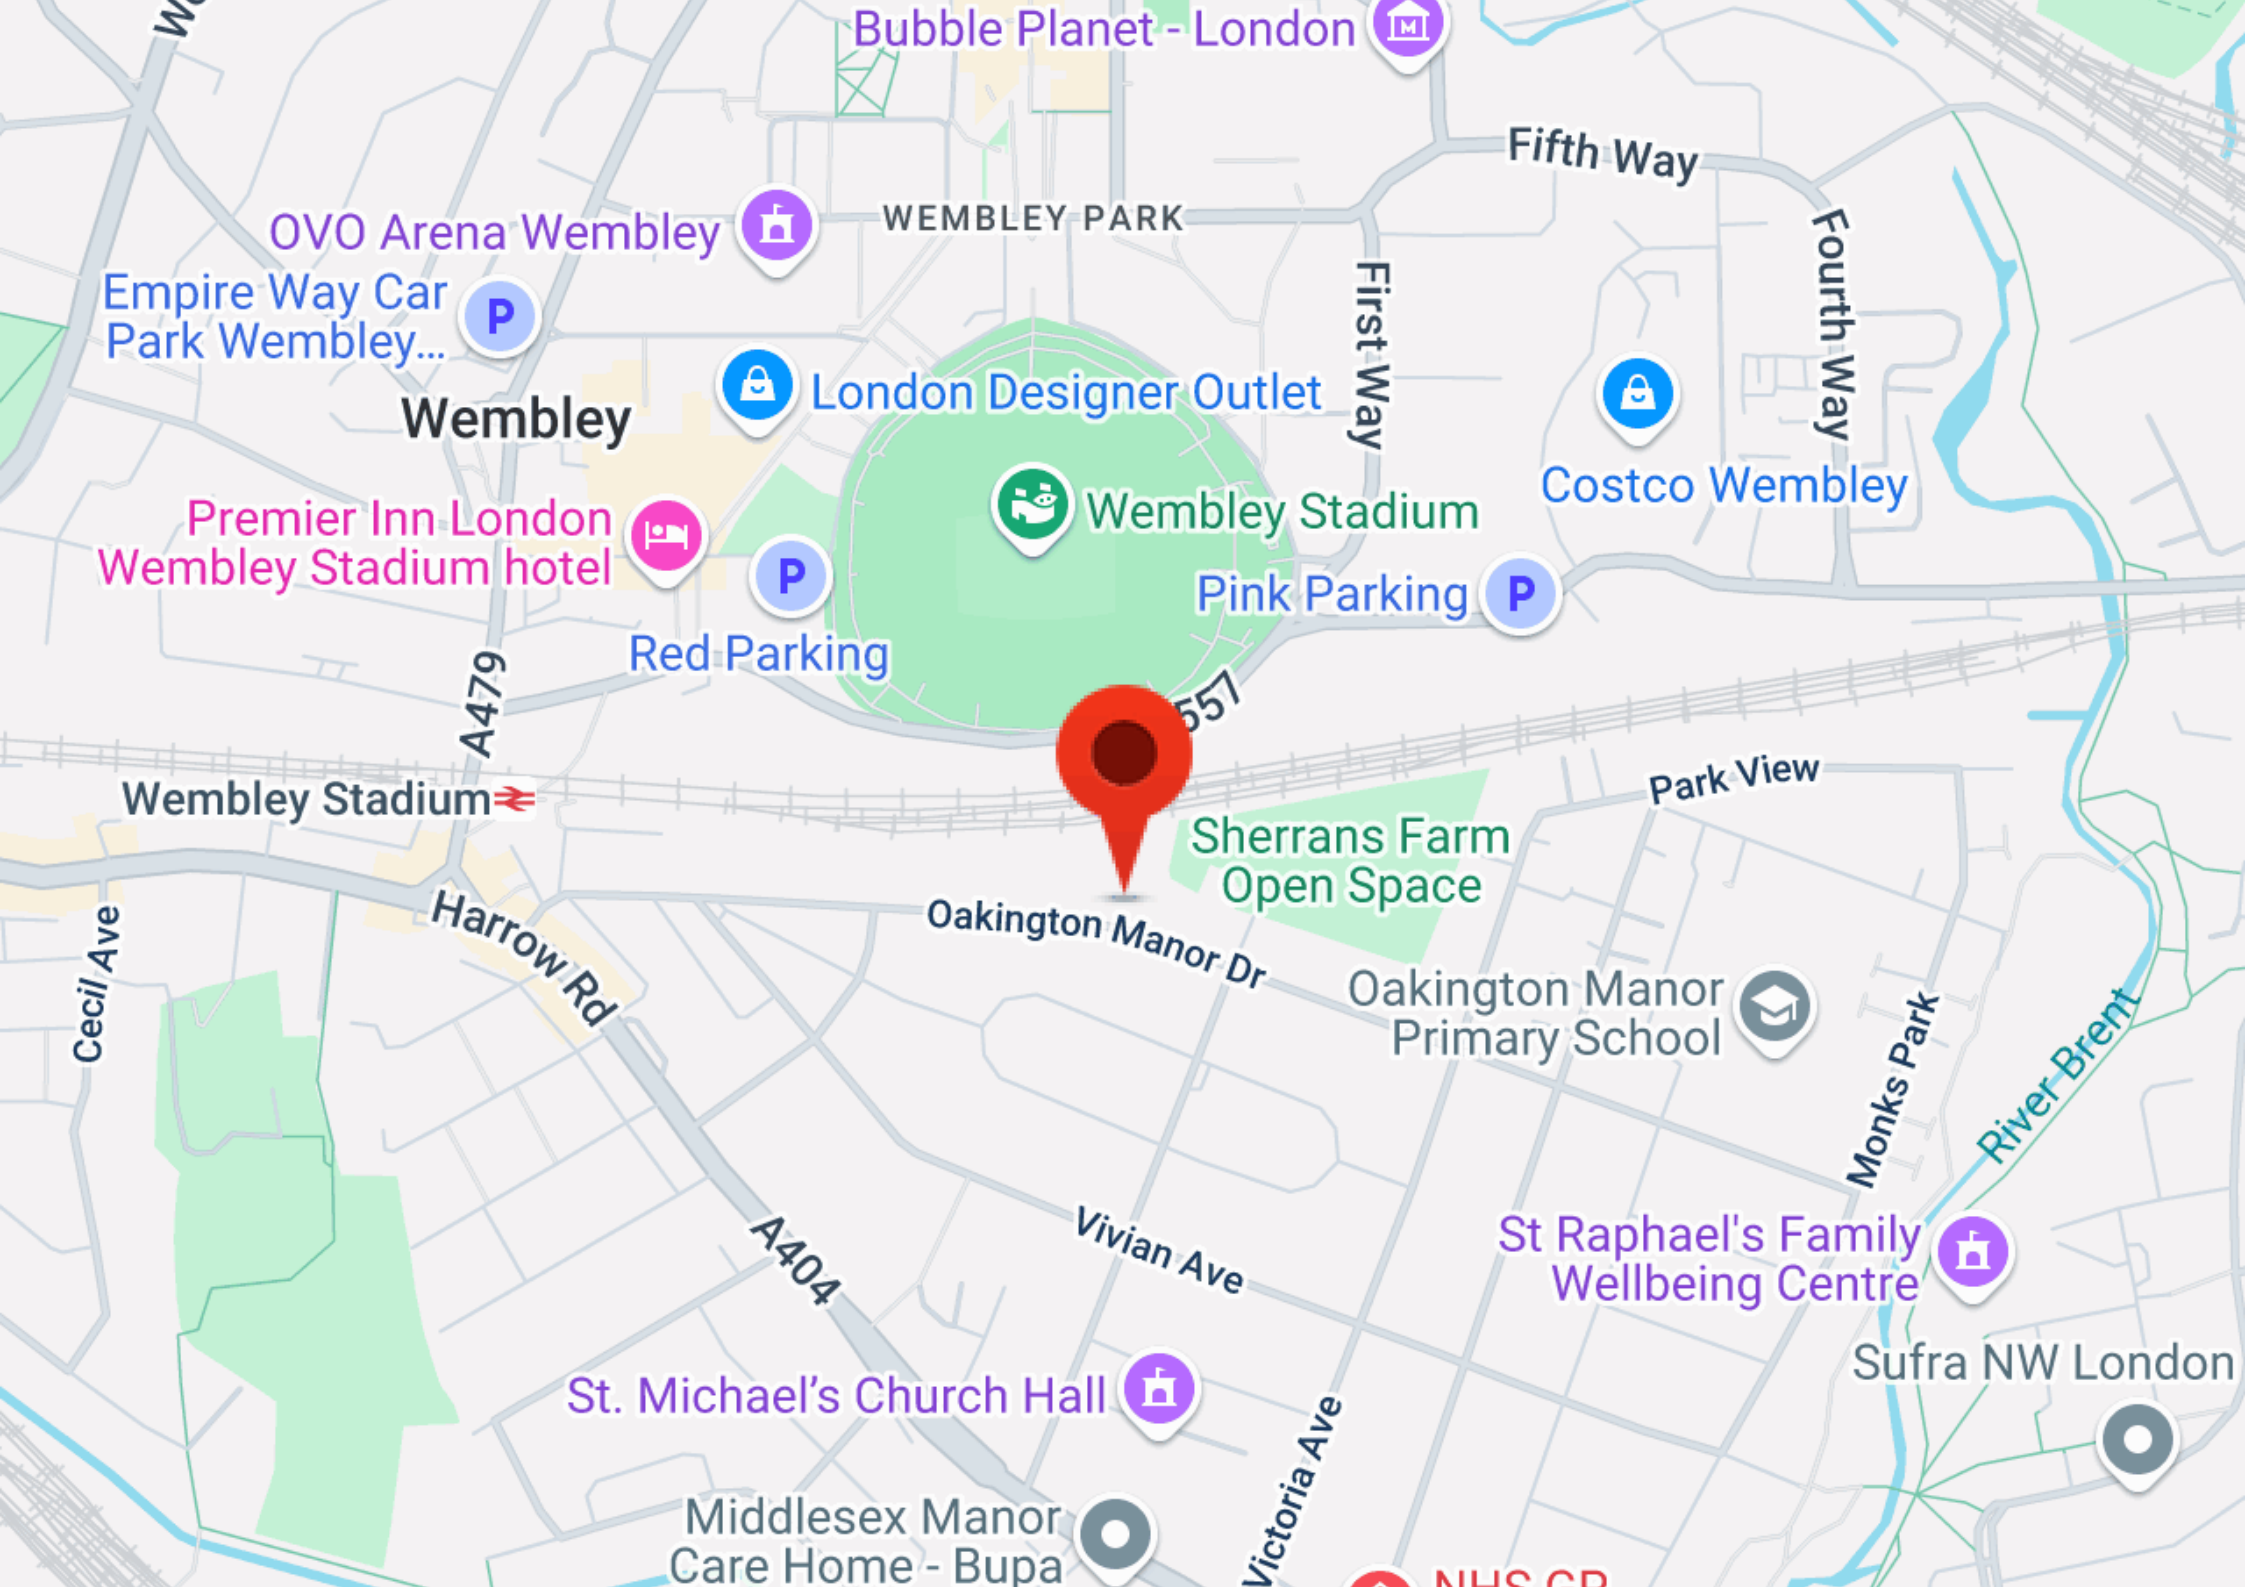 Bubble Planet - London
Fifth Way
OVO Arena Wembley
WEMBLEY PARK
Empire Way Car
Park Wembley...
P
First Way
Fourth Way
Wembley
London Designer Outlet
Costco Wembley
Premier Inn London
Wembley Stadium hotel
Wembley Stadium
P
Red Parking
Pink Parking
P
A479
557
Wembley Stadium
Park View
Sherrans Farm
Open Space
Harrow Rd
Oakington Manor Dr
Cecil Ave
Oakington Manor
Primary School
Monks Park
River Brent
A404
Vivian Ave
St Raphael's Family
Wellbeing Centre
Sufra NW London
St. Michael’s Church Hall
Victoria Ave
Middlesex Manor
Care Home - Bupa
NHS GP